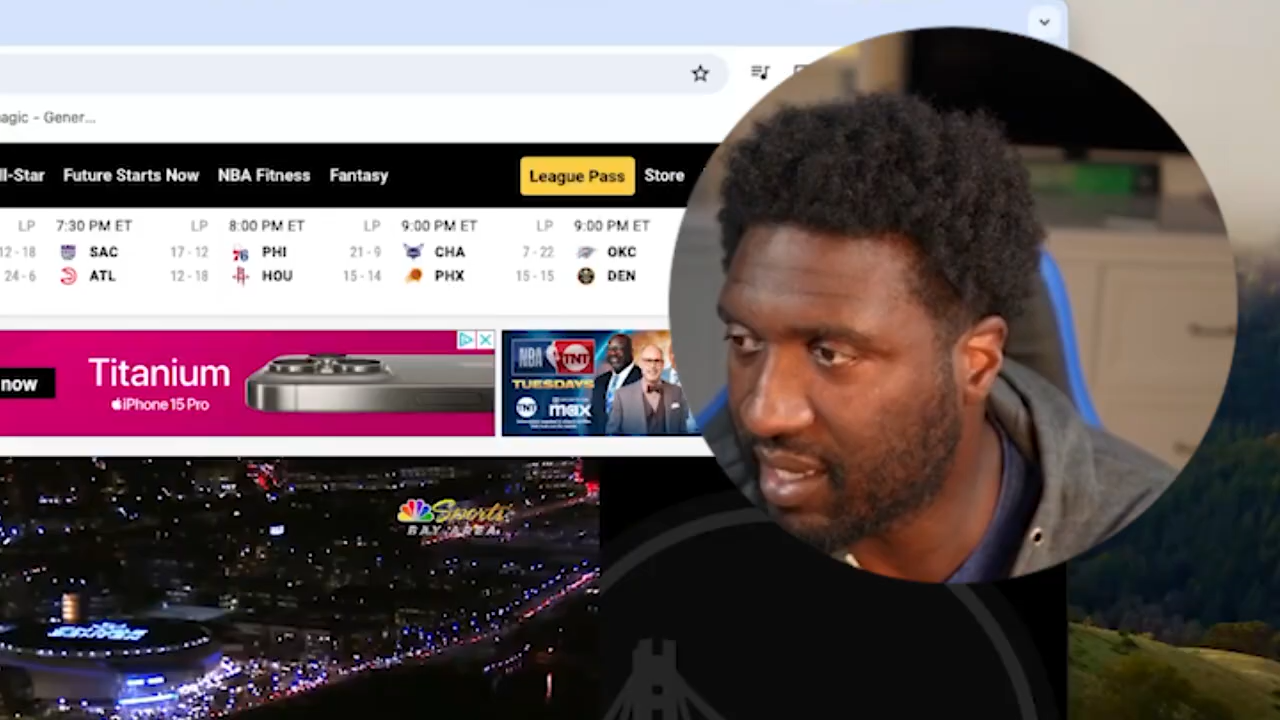 agic - Gener...
ll-Star Future Starts Now NBA Fitness Fantasy League Pass Store
LP 7:30 PM ET LP 8:00 PM ET LP 9:00 PM ET LP 9:00 PM ET
12 - 18 SAC 17 - 12 PHI 21 - 9 CHA 7 - 22 OKC
24 - 6 ATL 12 - 18 HOU 15 - 14 PHX 15 - 15 DEN
now
Titanium
iPhone 15 Pro
NBA TNT
TUESDAYS
TNT max
NBC Sports
BAY AREA